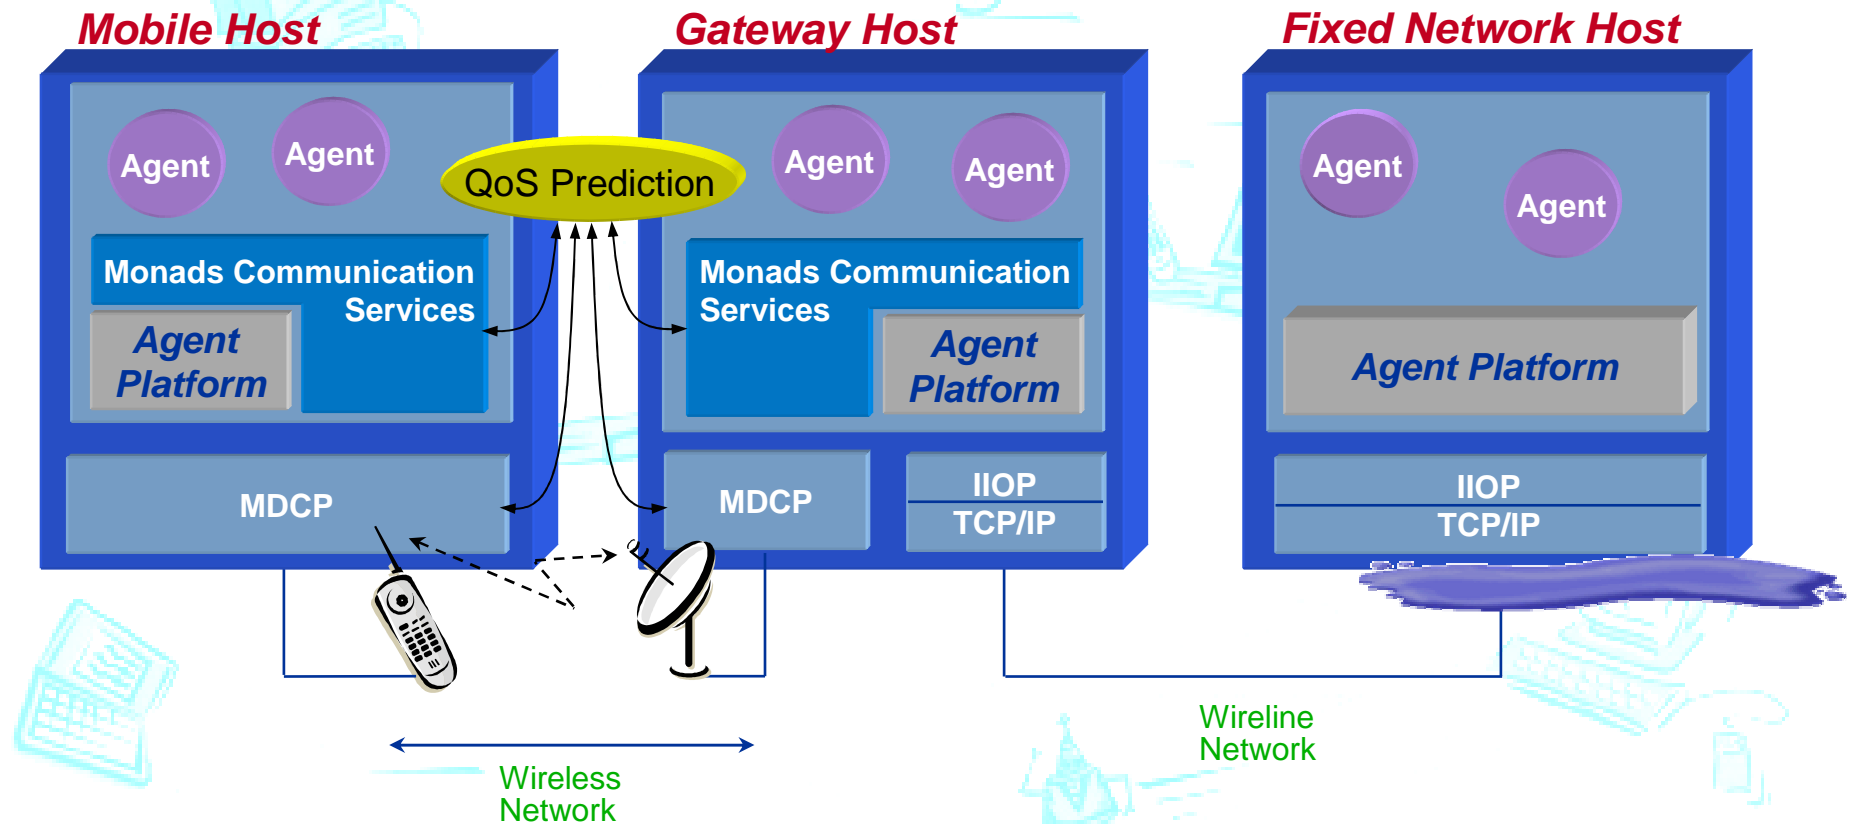 Mobile Host
Gateway Host
Fixed Network Host
Agent
Agent
QoS Prediction
Agent
Agent
Agent
Agent
Monads Communication
Services
Agent
Platform
Monads Communication
Services
Agent
Platform
Agent Platform
MDCP
MDCP
IIOP
TCP/IP
IIOP
TCP/IP
Wireless
Network
Wireline
Network